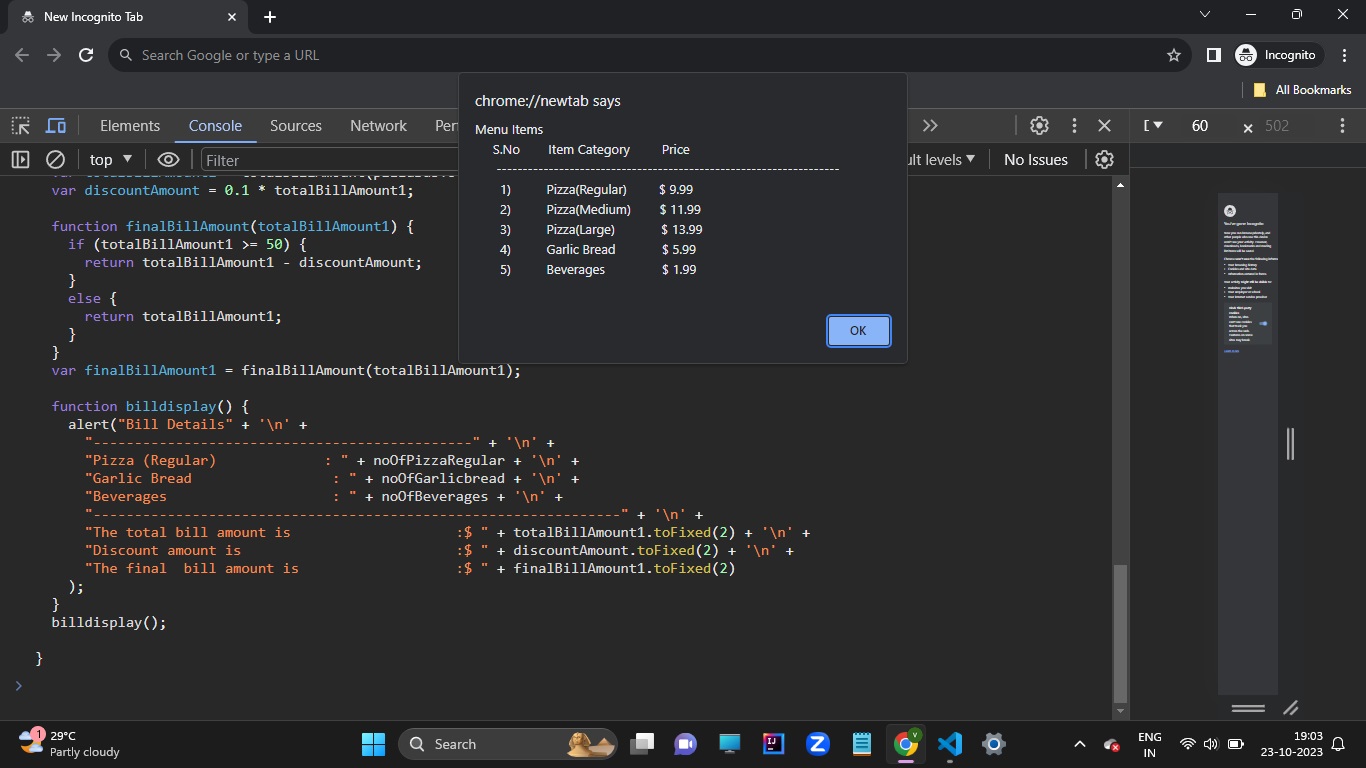 New Incognito Tab
Search Google or type a URL
Incognito
All Bookmarks
chrome://newtab says
Menu Items
S.No Item Category Price
-----------------------------------------------------------------
1) Pizza(Regular) $ 9.99
2) Pizza(Medium) $ 11.99
3) Pizza(Large) $ 13.99
4) Garlic Bread $ 5.99
5) Beverages $ 1.99
OK
Elements Console Sources Network Per
60 × 502
top Filter ult levels No Issues
var discountAmount = 0.1 * totalBillAmount1;
function finalBillAmount(totalBillAmount1) {
if (totalBillAmount1 >= 50) {
return totalBillAmount1 - discountAmount;
}
else {
return totalBillAmount1;
}
}
var finalBillAmount1 = finalBillAmount(totalBillAmount1);
function billdisplay() {
alert("Bill Details" + '\n' +
"----------------------------------------------" + '\n' +
"Pizza (Regular) : " + noOfPizzaRegular + '\n' +
"Garlic Bread : " + noOfGarlicbread + '\n' +
"Beverages : " + noOfBeverages + '\n' +
"----------------------------------------------------------------" + '\n' +
"The total bill amount is :$ " + totalBillAmount1.toFixed(2) + '\n' +
"Discount amount is :$ " + discountAmount.toFixed(2) + '\n' +
"The final bill amount is :$ " + finalBillAmount1.toFixed(2)
);
}
billdisplay();
}
1
29°C
Partly cloudy
Search
ENG
IN
19:03
23-10-2023